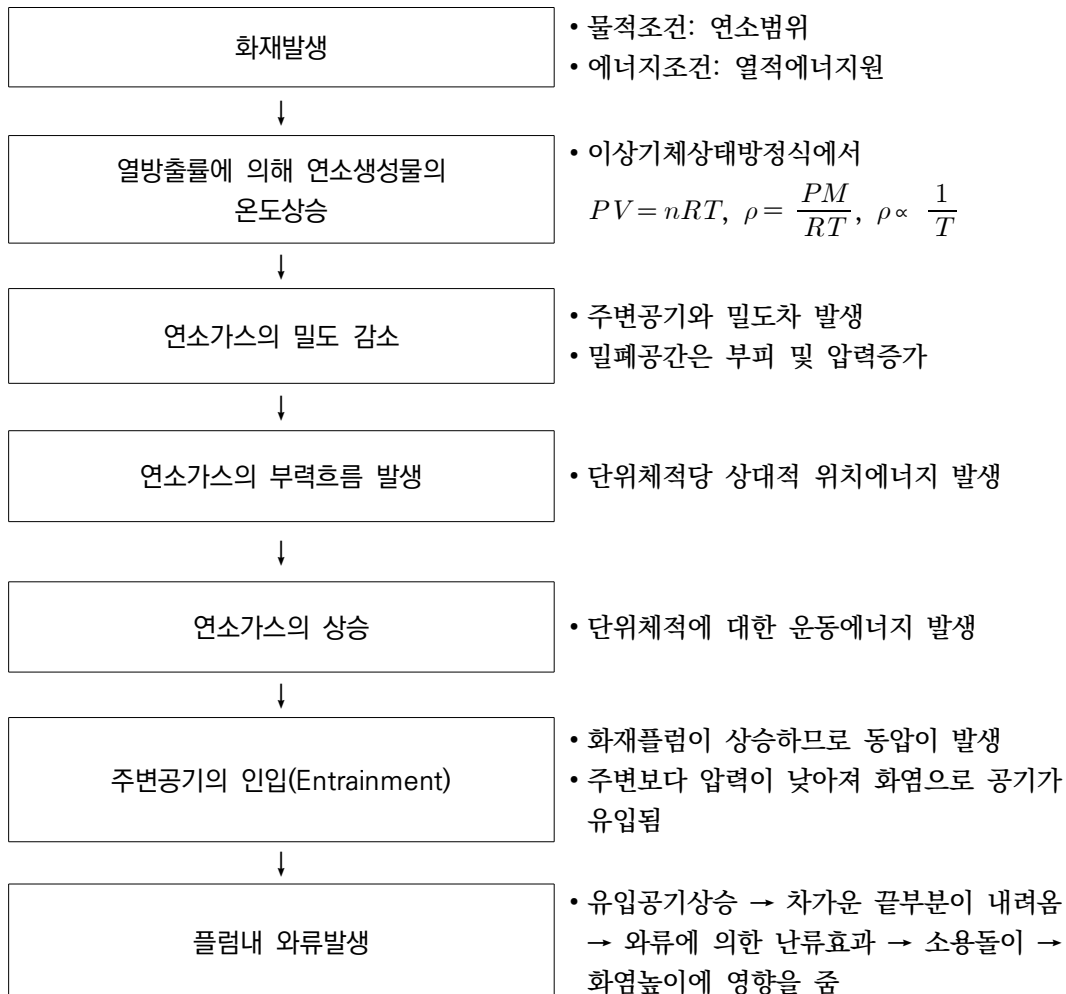 화재발생
• 물적조건: 연소범위
• 에너지조건: 열적에너지원
↓
열방출률에 의해 연소생성물의
온도상승
• 이상기체상태방정식에서
PV = nRT, ρ = PM/RT, ρ ∝ 1/T
↓
연소가스의 밀도 감소
• 주변공기와 밀도차 발생
• 밀폐공간은 부피 및 압력증가
↓
연소가스의 부력흐름 발생
• 단위체적당 상대적 위치에너지 발생
↓
연소가스의 상승
• 단위체적에 대한 운동에너지 발생
↓
주변공기의 인입(Entrainment)
• 화재플럼이 상승하므로 동압이 발생
• 주변보다 압력이 낮아져 화염으로 공기가
유입됨
↓
플럼내 와류발생
• 유입공기상승 → 차가운 끝부분이 내려옴
→ 와류에 의한 난류효과 → 소용돌이 →
화염높이에 영향을 줌